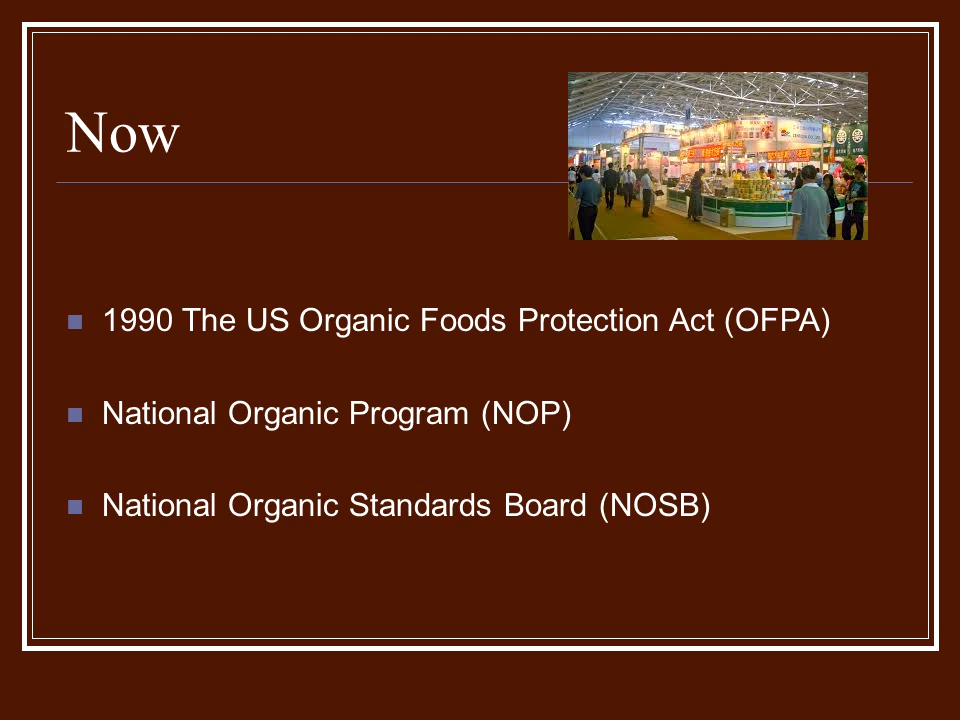 Now
1990 The US Organic Foods Protection Act (OFPA)
National Organic Program (NOP)
National Organic Standards Board (NOSB)